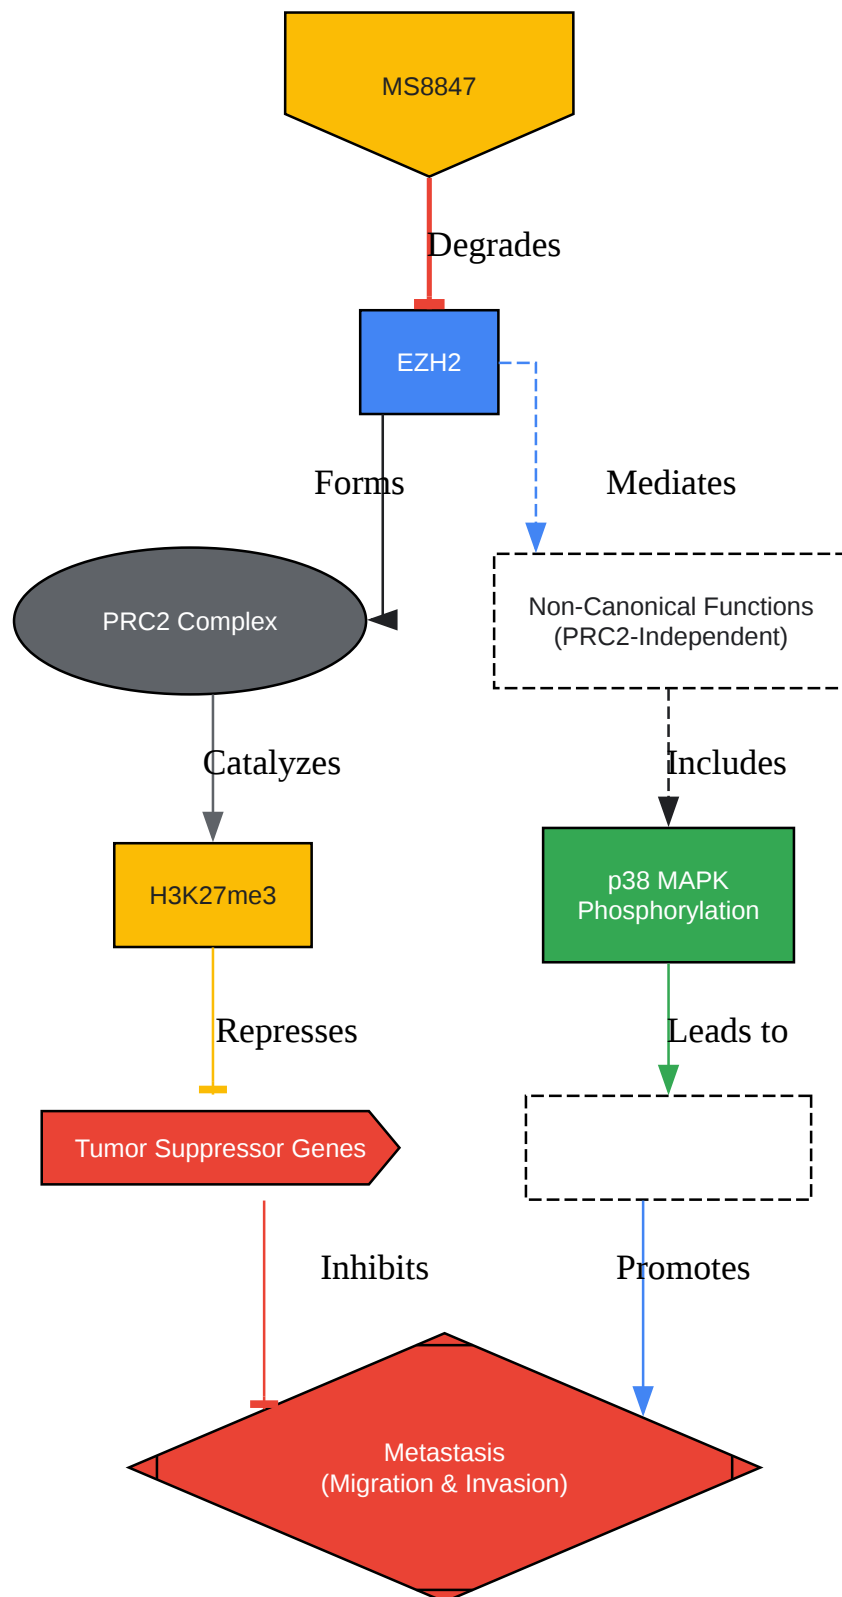 MS8847
Degrades
EZH2
Forms
Mediates
PRC2 Complex
Non-Canonical Functions
(PRC2-Independent)
Catalyzes
Includes
H3K27me3
p38 MAPK
Phosphorylation
Represses
Leads to
Tumor Suppressor Genes
Inhibits
Promotes
Metastasis
(Migration & Invasion)